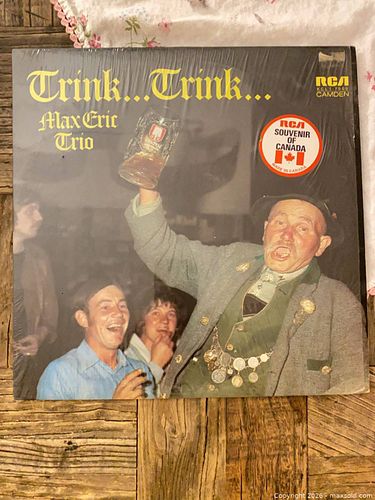 Trink...Trink...
Max Eric
Trio
RCA
CAMDEN
RCA
SOUVENIR
OF
CANADA
Copyright 2026 - maxsold.com